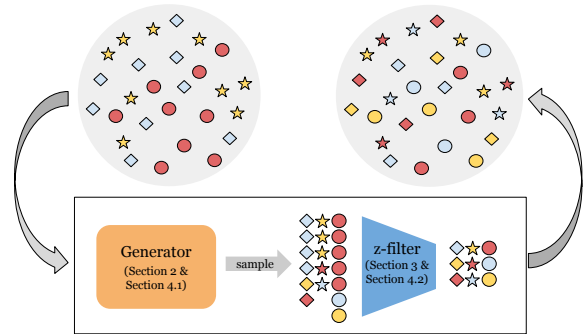 Generator
(Section 2 &
Section 4.1)
sample
z-filter
(Section 3 &
Section 4.2)